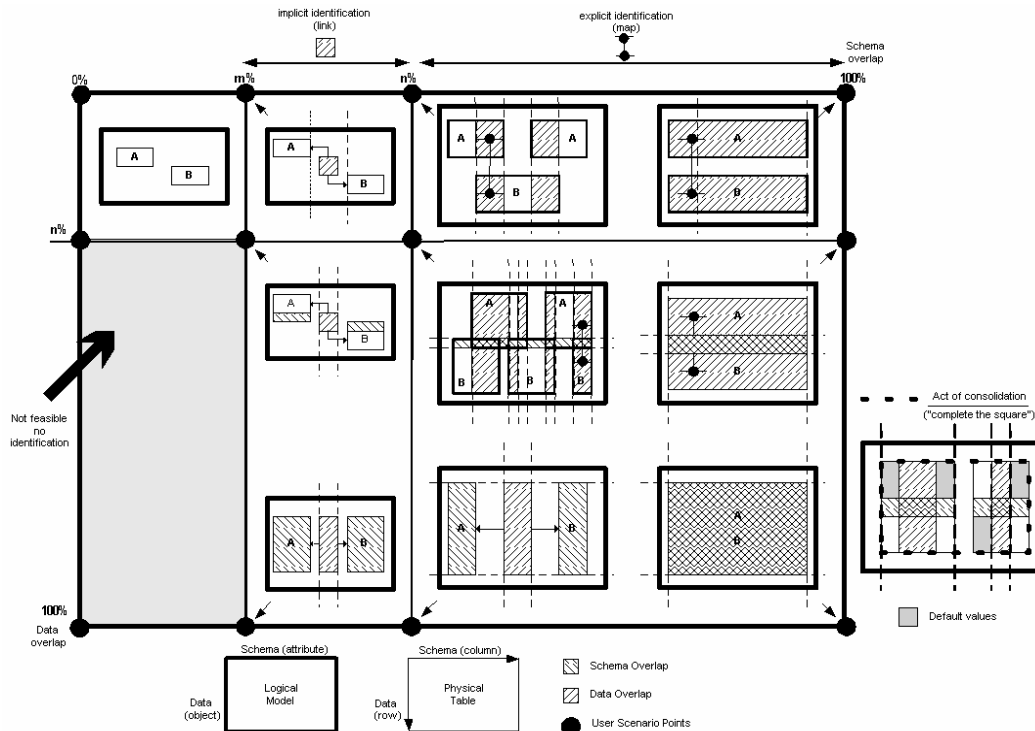 implicit identification
(link)
explicit identification
(map)
Schema
overlap
0%
m%
n%
100%
A
B
A
B
A
A
B
A
B
n%
A
B
A
A
B
B
B
A
B
Not feasible
no
identification
Act of consolidation
("complete the square")
A
B
A
B
A
B
100%
Data
overlap
Default values
Schema (attribute)
Schema (column)
Logical
Model
Physical
Table
Data
(object)
Data
(row)
Schema Overlap
Data Overlap
User Scenario Points